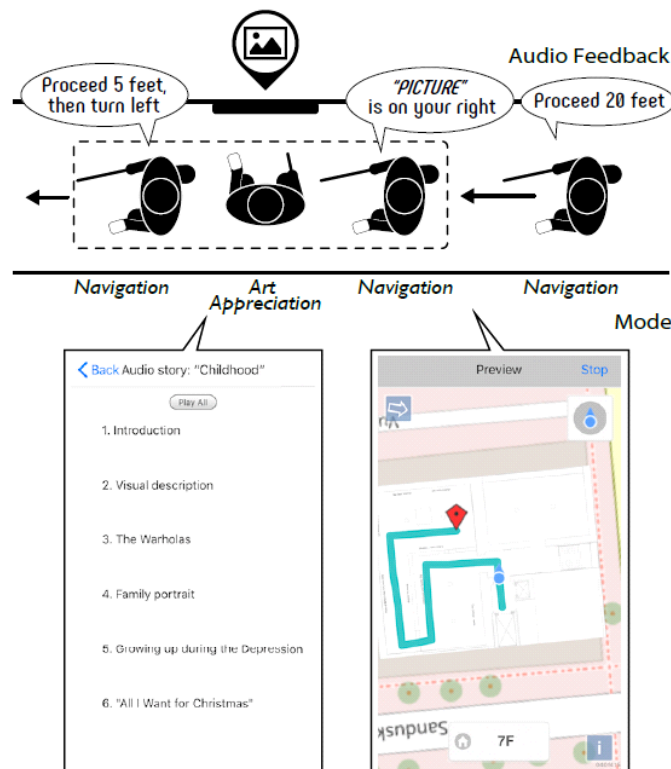 Audio Feedback
Proceed 5 feet,
then turn left
"PICTURE"
is on your right
Proceed 20 feet
Navigation
Art
Appreciation
Navigation
Navigation
Mode
Back Audio story: "Childhood"
Play All
1. Introduction
2. Visual description
3. The Warholas
4. Family portrait
5. Growing up during the Depression
6. "All I Want for Christmas"
Preview
Stop
Sandusk
7F
i